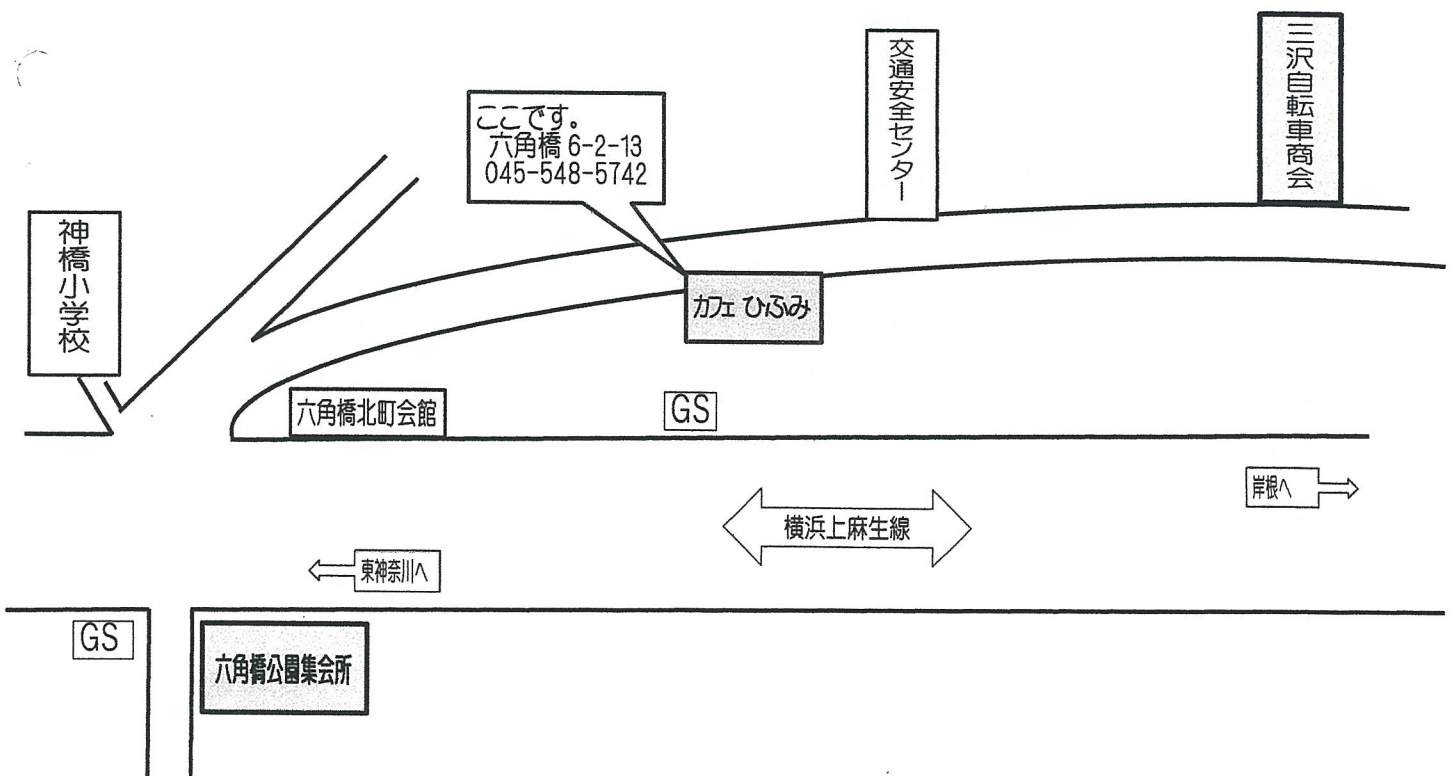 三沢自転車商会
交通安全センター
ここです。
六角橋 6-2-13
045-548-5742
神橋小学校
カフェ ひふみ
六角橋北町会館
GS
岸根へ
横浜上麻生線
東神奈川へ
GS
六角橋公園集会所